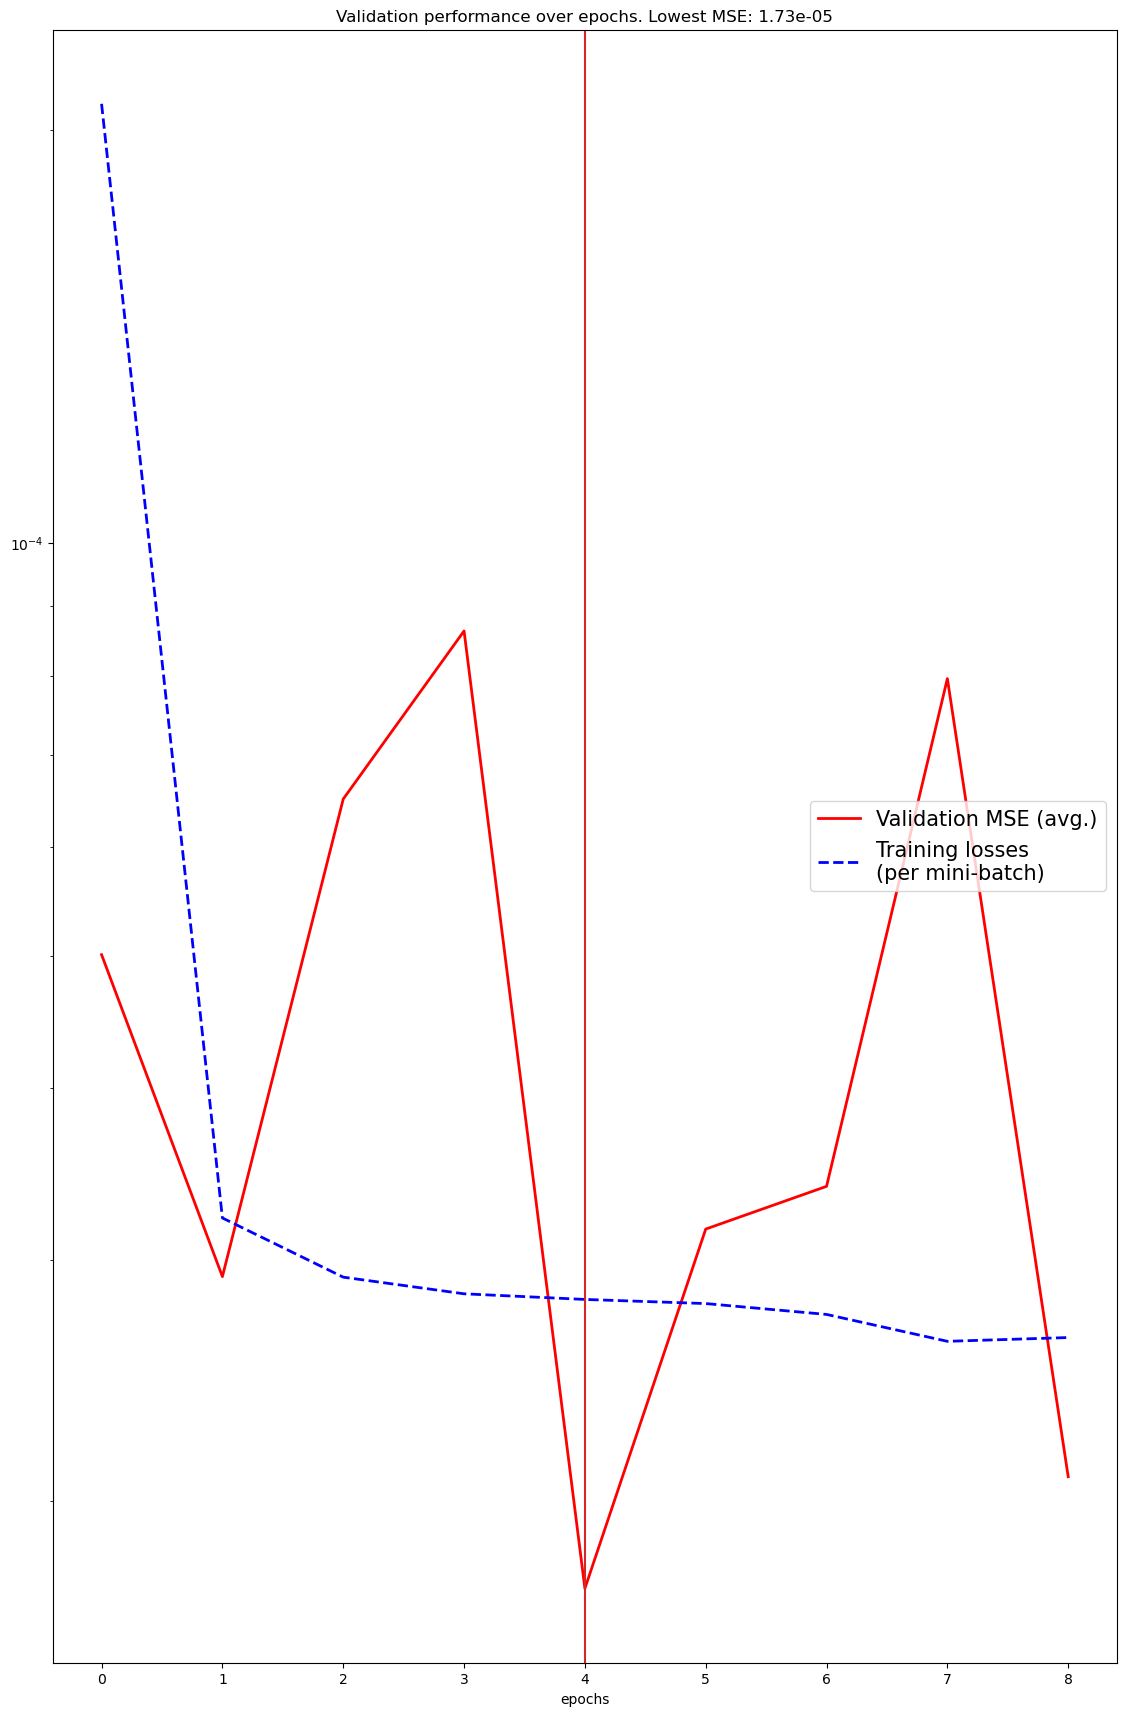 Validation performance over epochs. Lowest MSE: 1.73e-05
10⁻⁴
Validation MSE (avg.)
Training losses
(per mini-batch)
0 1 2 3 4 5 6 7 8
epochs